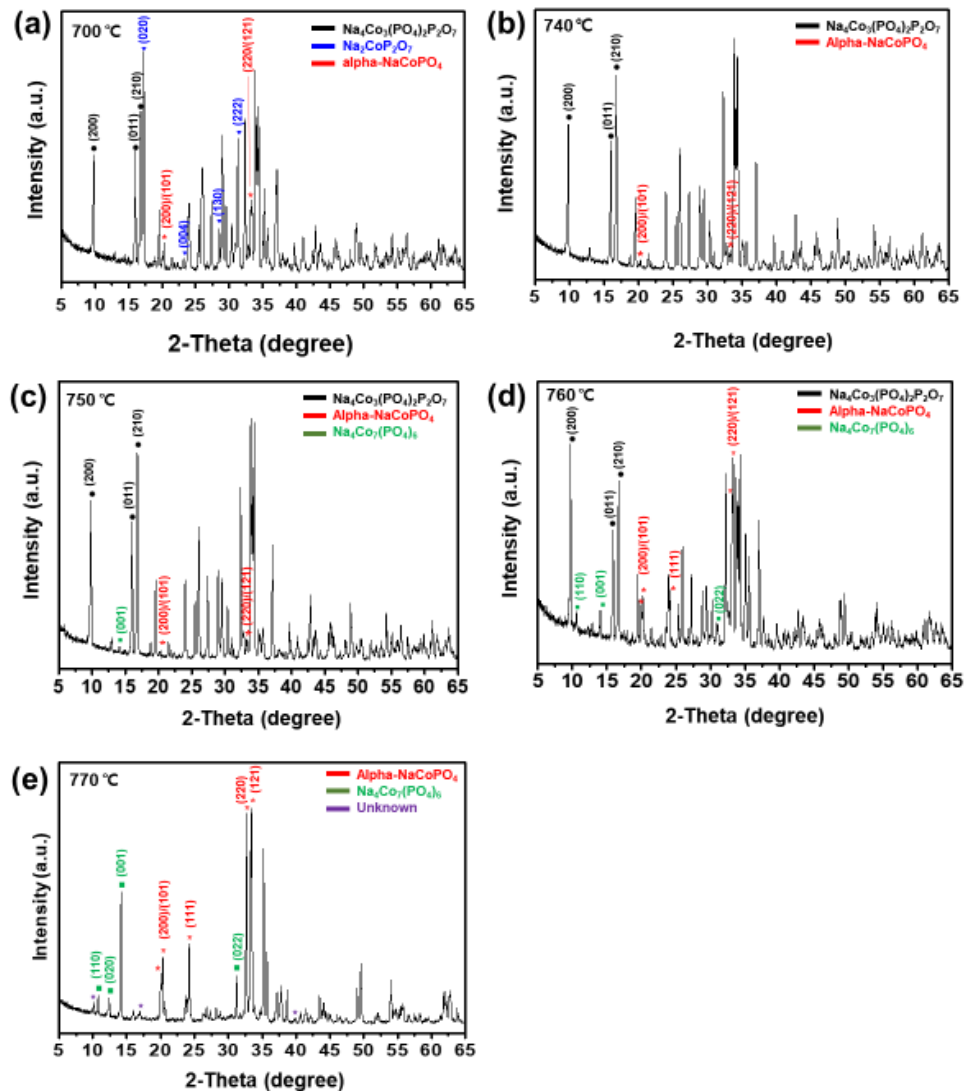 (a)
700 ℃
Na₄Co₃(PO₄)₂P₂O₇
Na₂CoP₂O₇
alpha-NaCoPO₄
(200)
(011)
(210)
(020)
(200)/(101)
(004)
(130)
(222)
(220)/(121)
Intensity (a.u.)
5 10 15 20 25 30 35 40 45 50 55 60 65
2-Theta (degree)
(b)
740 ℃
Na₄Co₃(PO₄)₂P₂O₇
Alpha-NaCoPO₄
(200)
(011)
(210)
(200)/(101)
(220)/(121)
Intensity (a.u.)
5 10 15 20 25 30 35 40 45 50 55 60 65
2-Theta (degree)
(c)
750 ℃
Na₄Co₃(PO₄)₂P₂O₇
Alpha-NaCoPO₄
Na₄Co₇(PO₄)₆
(200)
(001)
(011)
(210)
(200)/(101)
(220)/(121)
Intensity (a.u.)
5 10 15 20 25 30 35 40 45 50 55 60 65
2-Theta (degree)
(d)
760 ℃
Na₄Co₃(PO₄)₂P₂O₇
Alpha-NaCoPO₄
Na₄Co₇(PO₄)₆
(200)
(110)
(001)
(011)
(210)
(200)/(101)
(111)
(022)
(220)/(121)
Intensity (a.u.)
5 10 15 20 25 30 35 40 45 50 55 60 65
2-Theta (degree)
(e)
770 ℃
Alpha-NaCoPO₄
Na₄Co₇(PO₄)₆
Unknown
(110)
(020)
(001)
(200)/(101)
(111)
(022)
(220)
(121)
Intensity (a.u.)
5 10 15 20 25 30 35 40 45 50 55 60 65
2-Theta (degree)